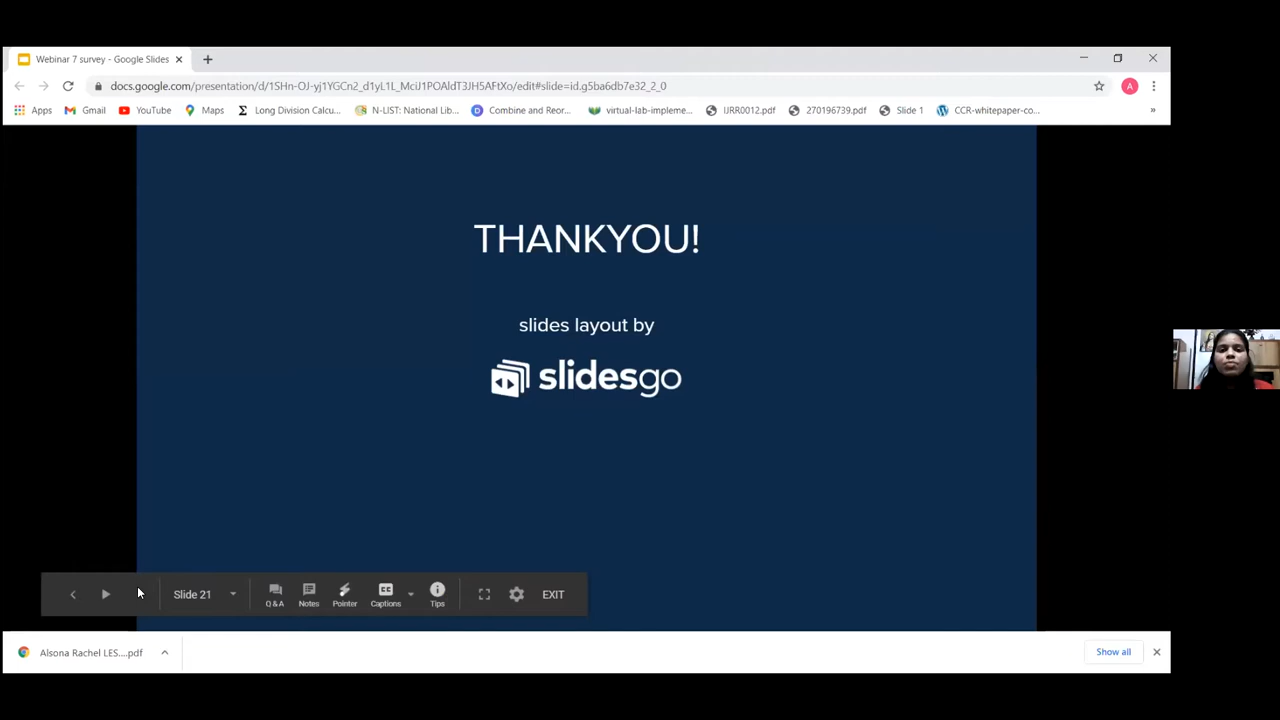 Webinar 7 survey - Google Slides
docs.google.com/presentation/d/1SHn-OJ-yj1YGCn2_d1yL1L_MciJ1BOAldT3JH5AFtXo/edit#slide=id.g5ba6db7e32_2_0
A
Apps Gmail YouTube Maps Long Division Calcu... N-LIST: National Lib... Combine and Reor... virtual-lab-impleme... IJRR0012.pdf 270196739.pdf Slide 1 CCR-whitepaper-co... »
THANKYOU!
slides layout by
slidesgo
Slide 21 Q & A Notes Pointer CC Captions Tips EXIT
Alsona Rachel LES....pdf Show all